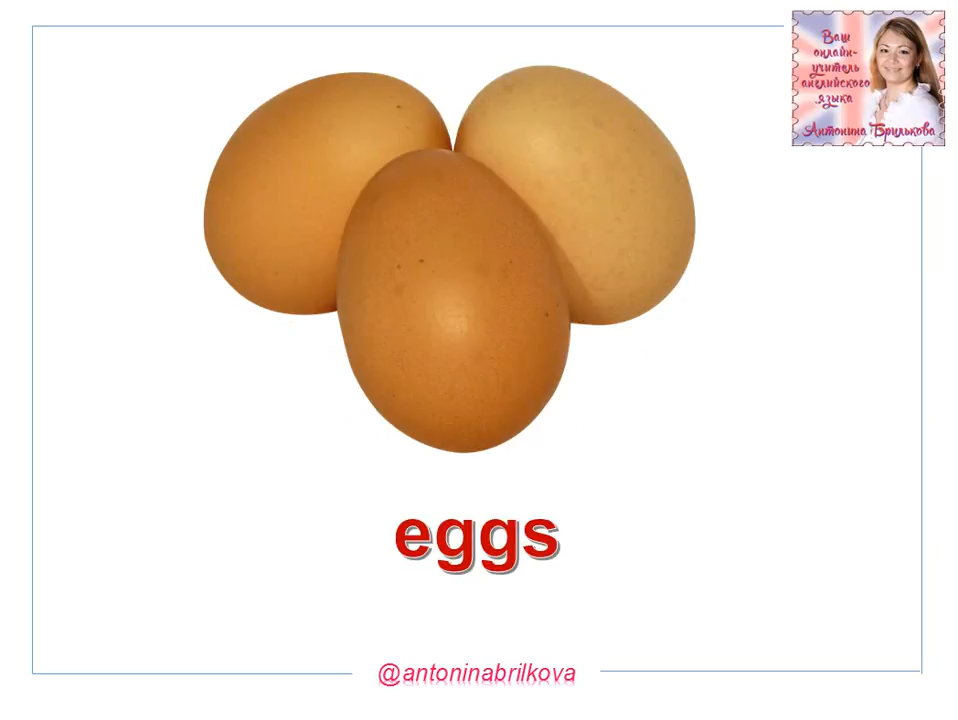 Ваш
онлайн-
учитель
английского
языка
Антонина Брилькова
eggs
@antoninabrilkova